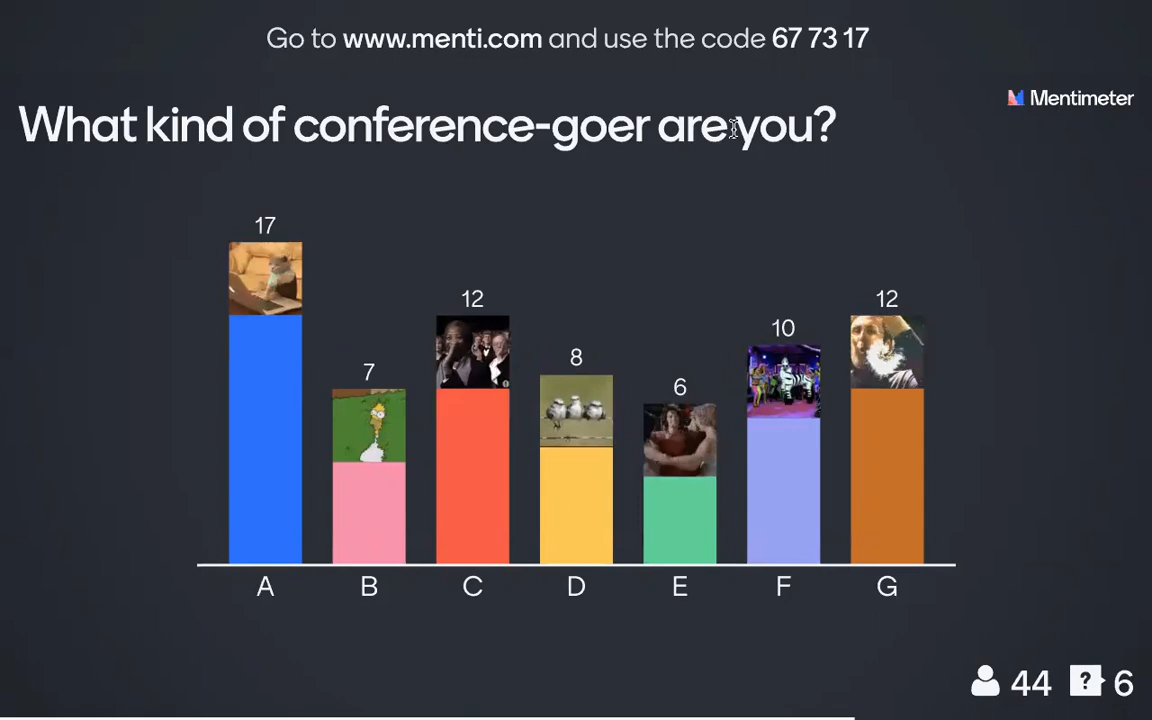 Go to www.menti.com and use the code 67 73 17
Mentimeter
What kind of conference-goer are you?
17
7
12
8
6
10
12
A
B
C
D
E
F
G
44
?
6